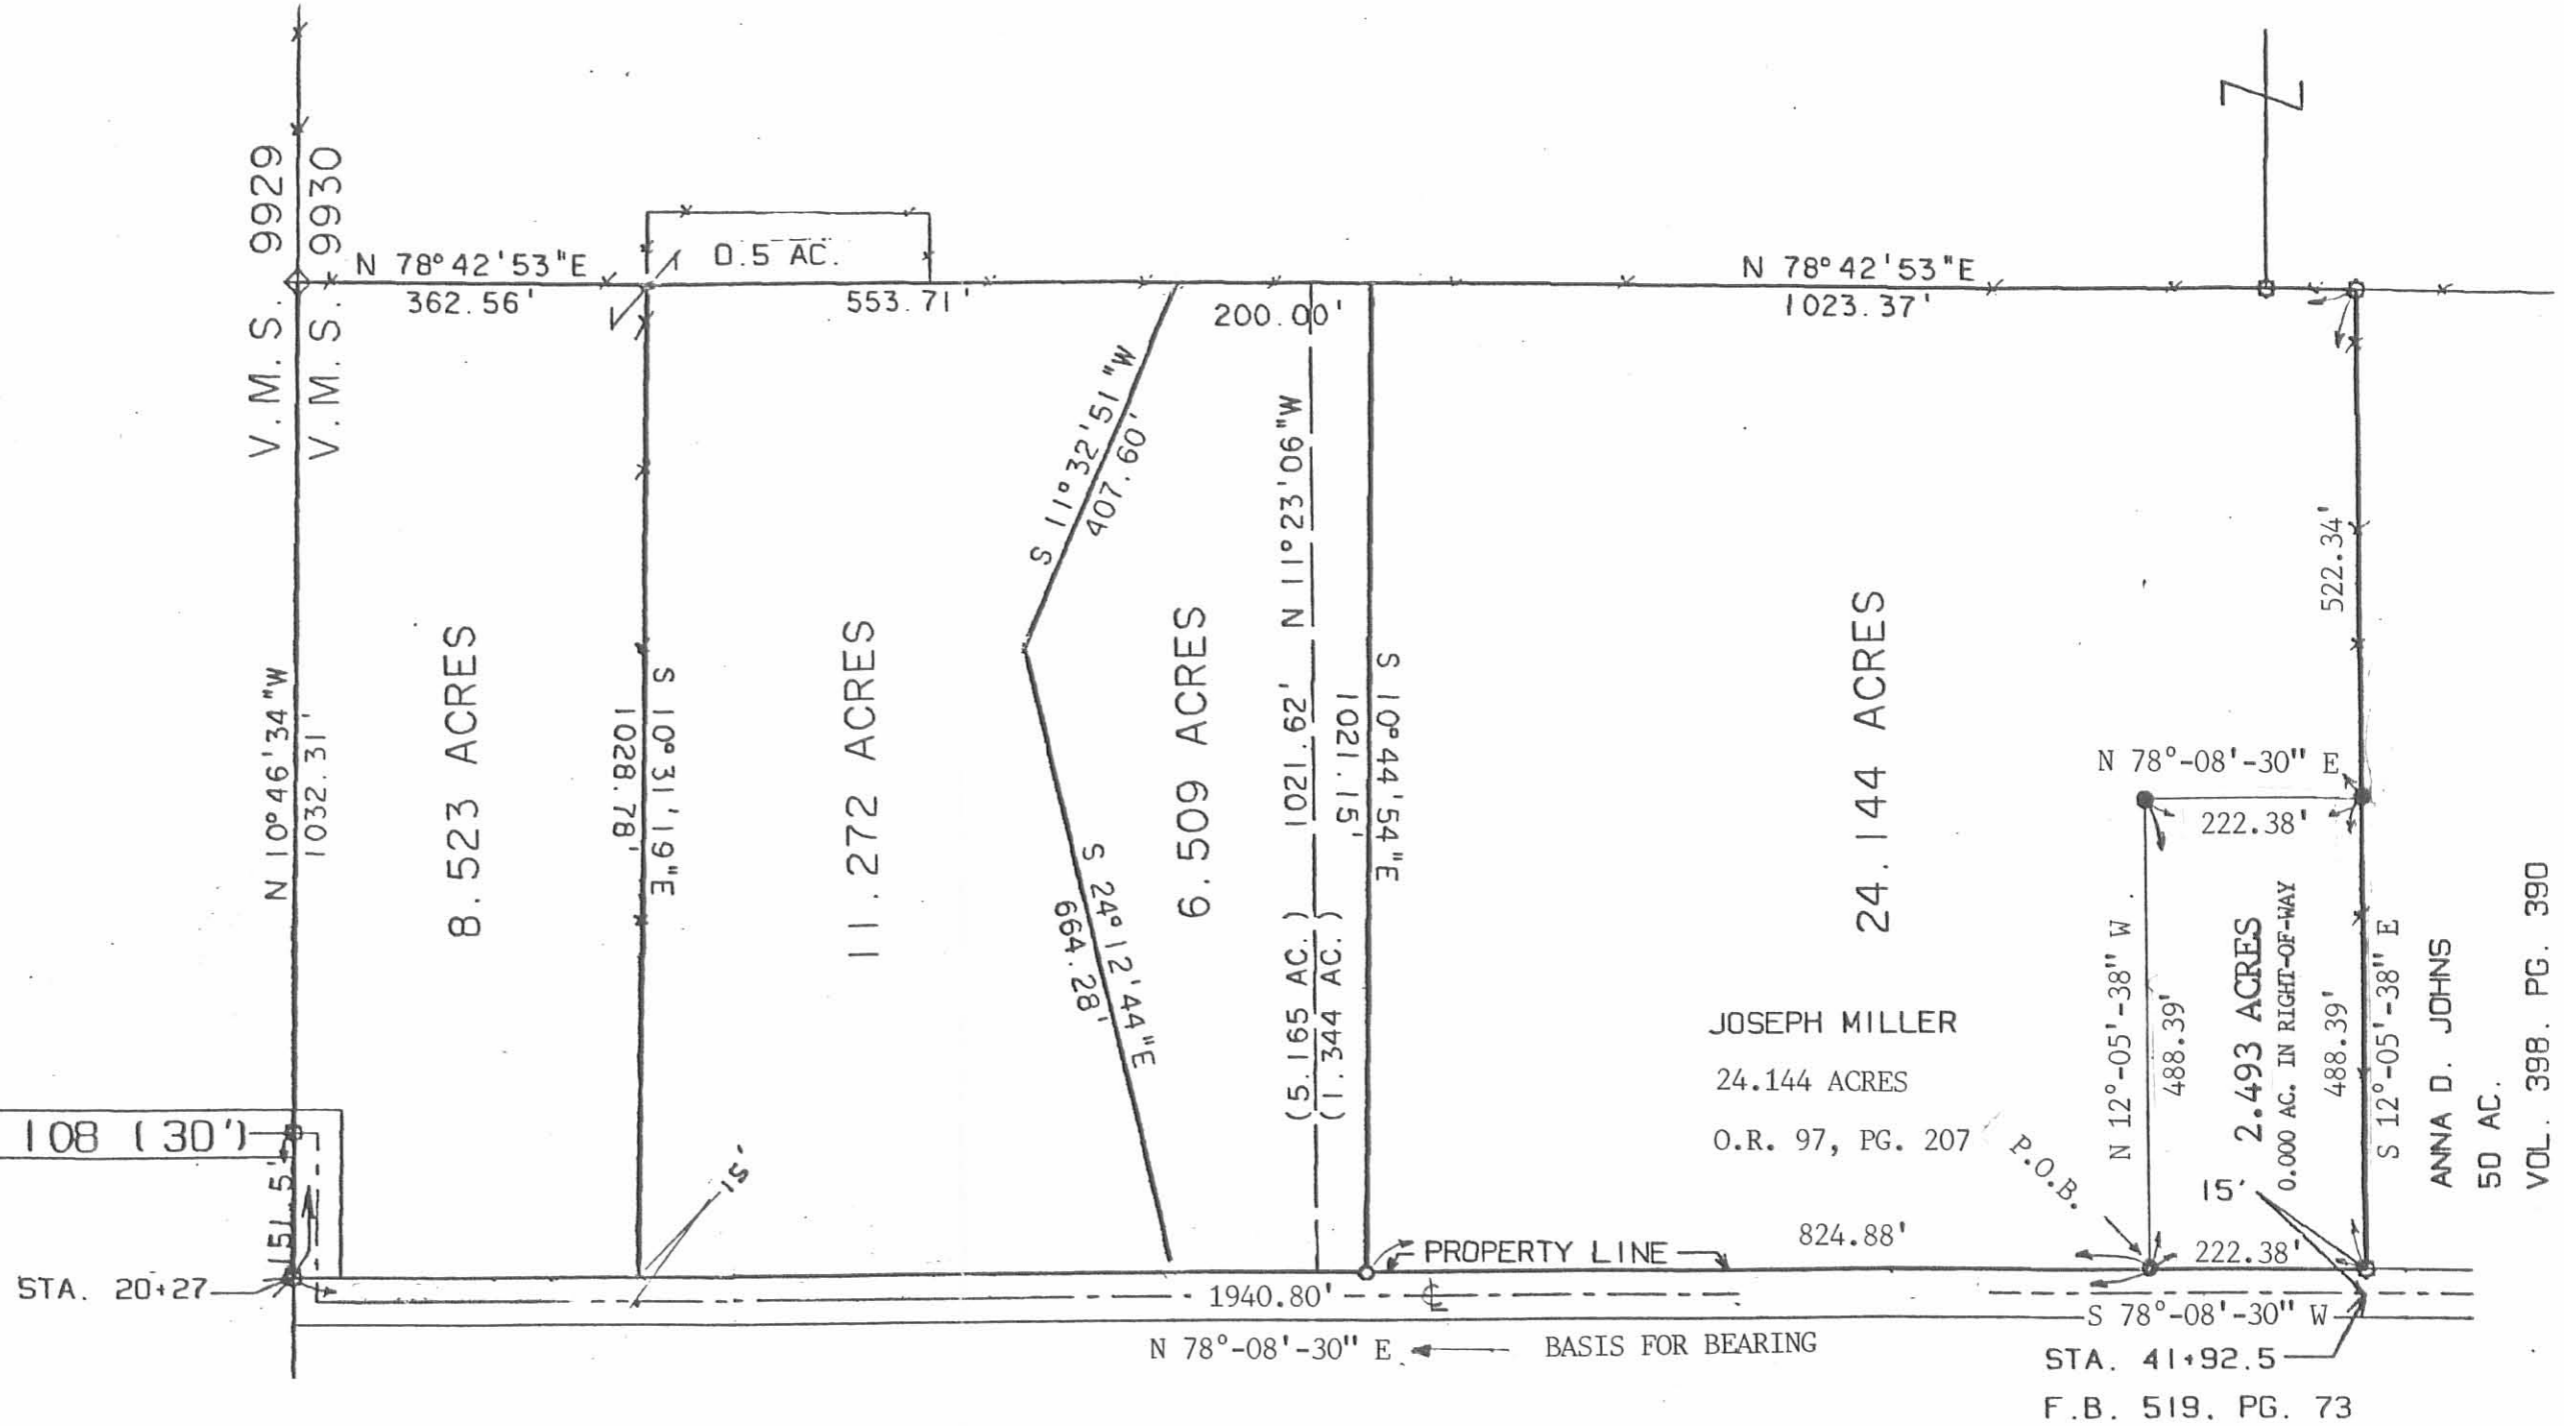 V.M.S. 9929
V.M.S. 9930
N 78°42'53"E
362.56'
0.5 AC.
553.71'
200.00'
N 78°42'53"E
1023.37'
S 11°32'51"W
407.60'
N 11°23'06"W
1021.62'
S 10°44'54"E
1021.15'
522.34'
N 10°46'34"W
1032.31'
8.523 ACRES
S 10°31'19"E
1028.78'
11.272 ACRES
S 24°12'44"E
664.28'
6.509 ACRES
(5.165 AC.)
(1.344 AC.)
24.144 ACRES
N 78°-08'-30" E
222.38'
N 12°-05'-38" W
488.39'
2.493 ACRES
0.000 AC. IN RIGHT-OF-WAY
488.39'
S 12°-05'-38" E
ANNA D. JOHNS
50 AC.
VOL. 398. PG. 390
JOSEPH MILLER
24.144 ACRES
O.R. 97, PG. 207
P.O.B.
108 (30')
151.5'
15'
15'
STA. 20+27
PROPERTY LINE
824.88'
222.38'
1940.80'
℄
S 78°-08'-30" W
N 78°-08'-30" E
BASIS FOR BEARING
STA. 41+92.5
F.B. 519. PG. 73